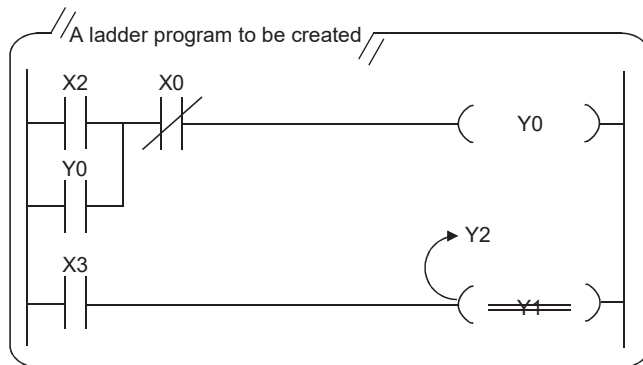 A ladder program to be created
X2 X0
Y0
Y0
Y2
X3
Y1